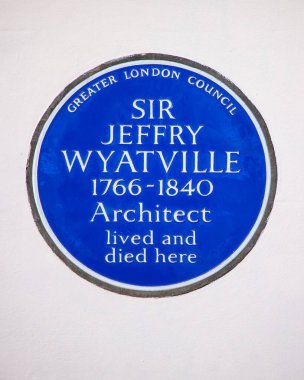 GREATER LONDON COUNCIL
SIR
JEFFRY
WYATVILLE
1766-1840
Architect
lived and
died here